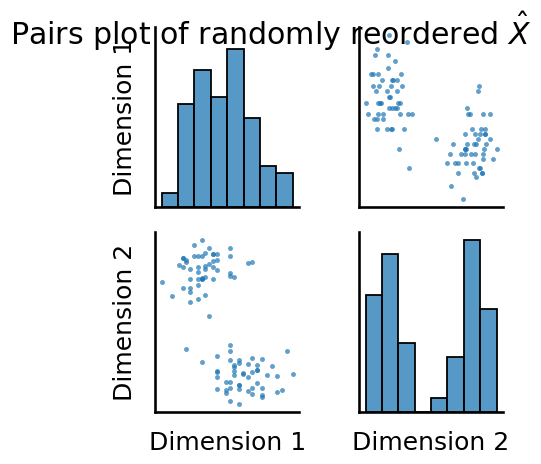 Pairs plot of randomly reordered X̂
Dimension 1
Dimension 2
Dimension 1
Dimension 2